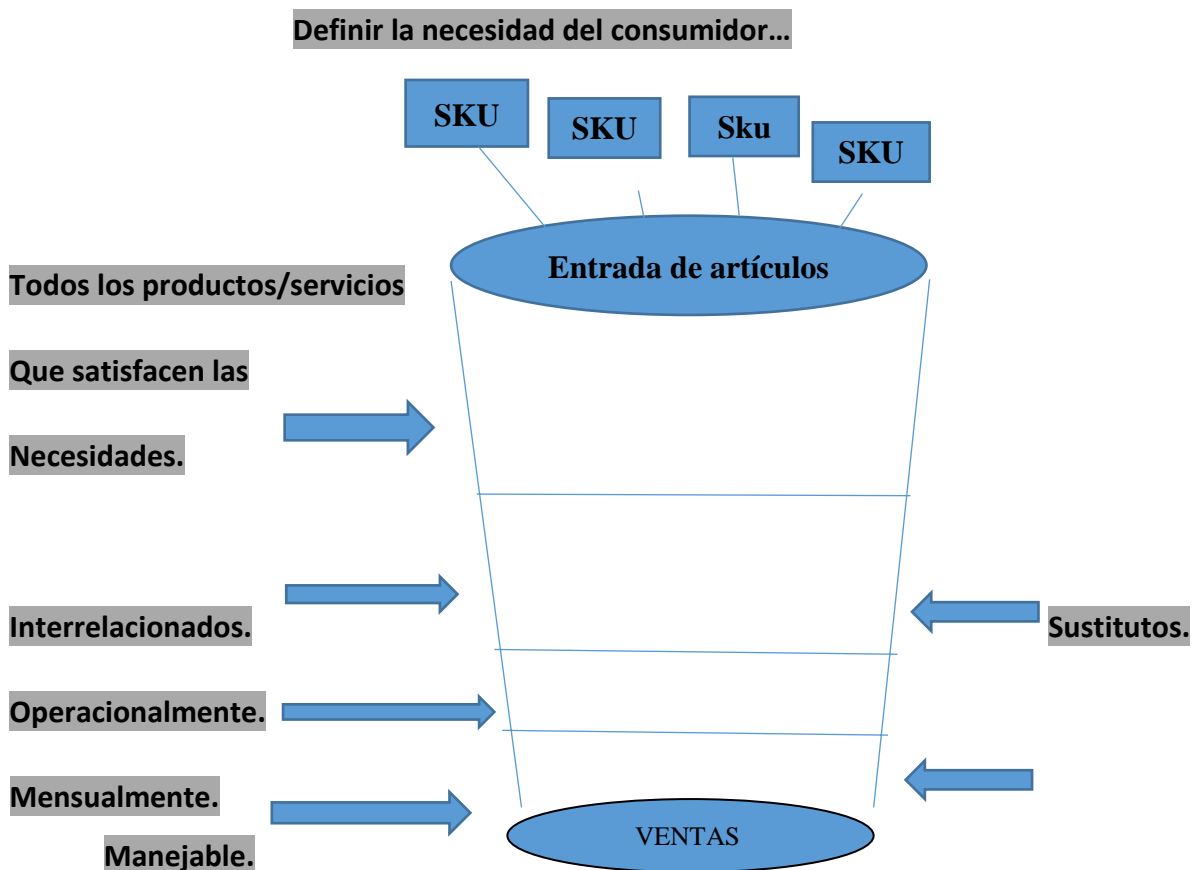 Definir la necesidad del consumidor…
SKU
SKU
Sku
SKU
Entrada de artículos
Todos los productos/servicios
Que satisfacen las
Necesidades.
Interrelacionados.
Sustitutos.
Operacionalmente.
Mensualmente.
Manejable.
VENTAS